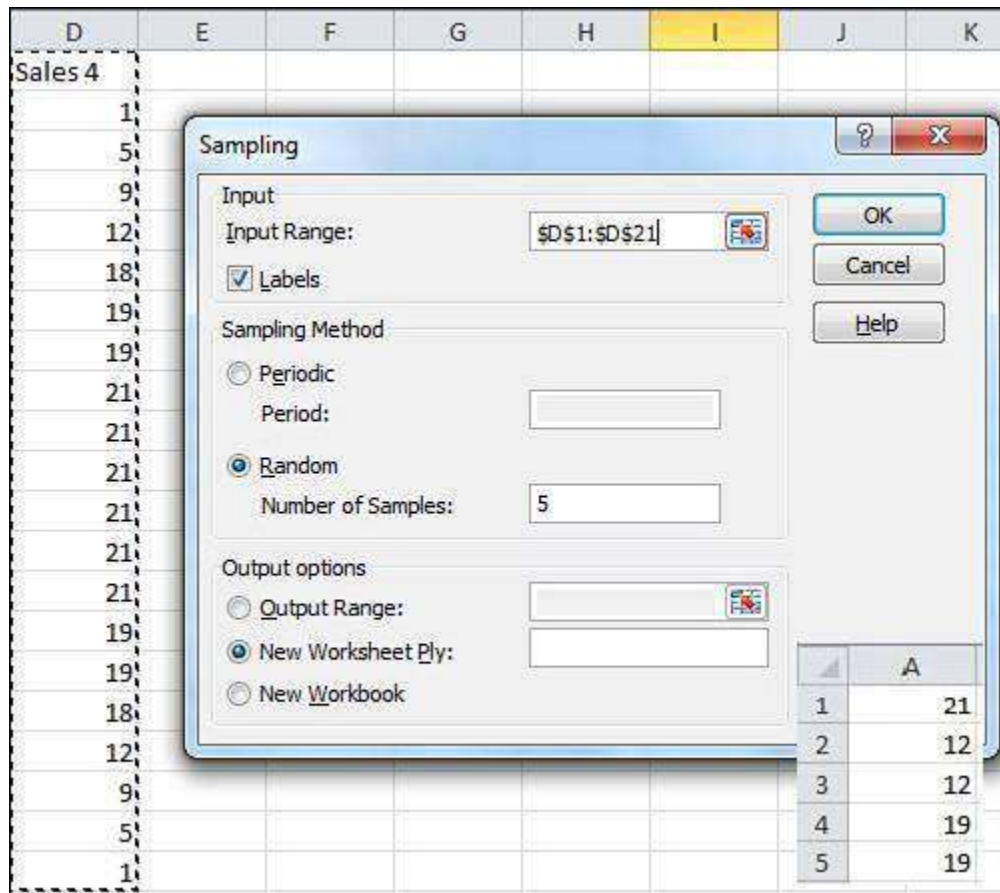 D E F G H I J K
Sales 4
1
5
9
12
18
19
19
21
21
21
21
21
21
19
19
18
12
9
5
1
Sampling
Input
Input Range: $D$1:$D$21
Labels
Sampling Method
Periodic
Period:
Random
Number of Samples: 5
Output options
Output Range:
New Worksheet Ply:
New Workbook
OK
Cancel
Help
A
1 21
2 12
3 12
4 19
5 19